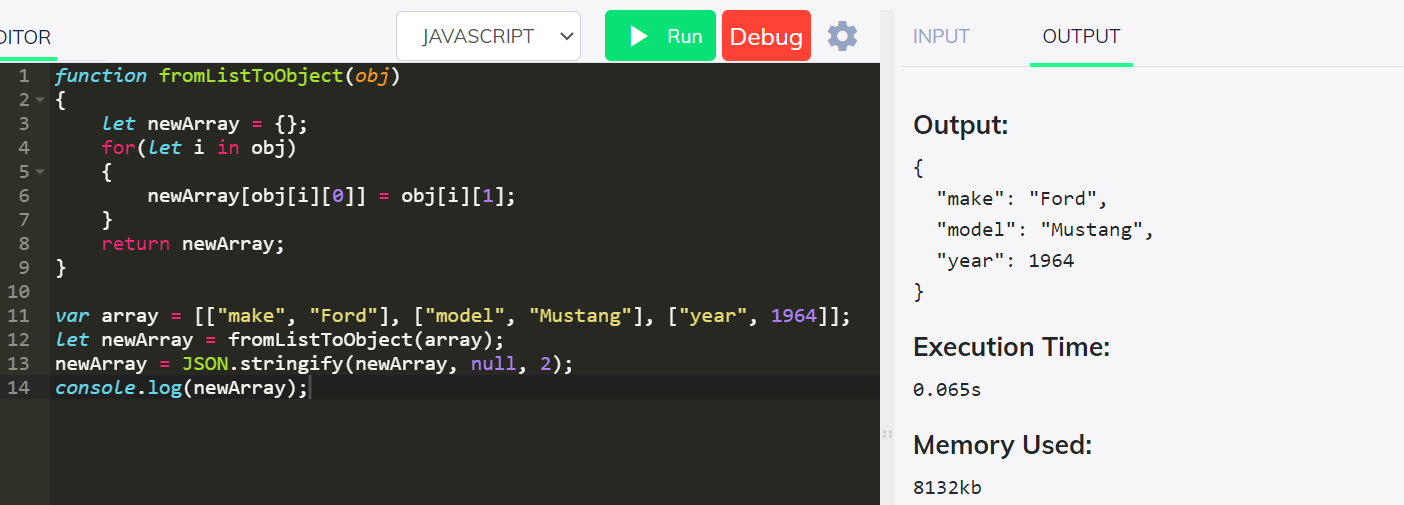 DITOR
JAVASCRIPT
Run
Debug
INPUT
OUTPUT
1 function fromListToObject(obj)
2 {
3     let newArray = {};
4     for(let i in obj)
5     {
6         newArray[obj[i][0]] = obj[i][1];
7     }
8     return newArray;
9 }
10
11 var array = [["make", "Ford"], ["model", "Mustang"], ["year", 1964]];
12 let newArray = fromListToObject(array);
13 newArray = JSON.stringify(newArray, null, 2);
14 console.log(newArray);
Output:
{
  "make": "Ford",
  "model": "Mustang",
  "year": 1964
}
Execution Time:
0.065s
Memory Used:
8132kb